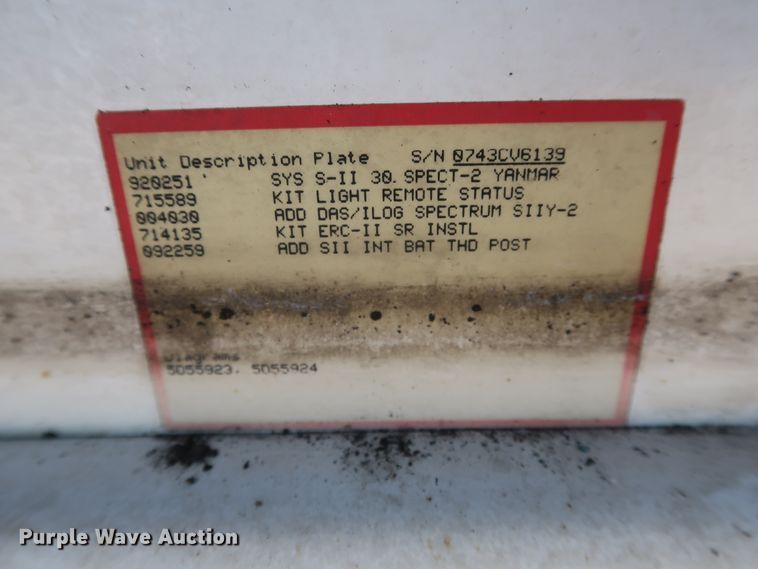 Unit Description Plate S/N 0743CV6139
920251 SYS S-II 30. SPECT-2 YANMAR
715589 KIT LIGHT REMOTE STATUS
004030 ADD DAS/ILOG SPECTRUM SIIY-2
714135 KIT ERC-II SR INSTL
092259 ADD SII INT BAT THD POST
Diagrams
5D55923, 5D55924
Purple Wave Auction